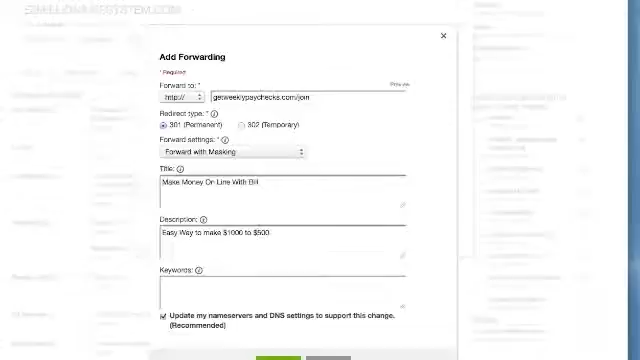 Add Forwarding
* Required
Forward to: *
Preview
http://
getweeklypaychecks.com/join
Redirect type: *
301 (Permanent)
302 (Temporary)
Forward settings: *
Forward with Masking
Title:
Make Money On Line With Bill
Description:
Easy Way to make $1000 to $500
Keywords:
Update my nameservers and DNS settings to support this change.
(Recommended)